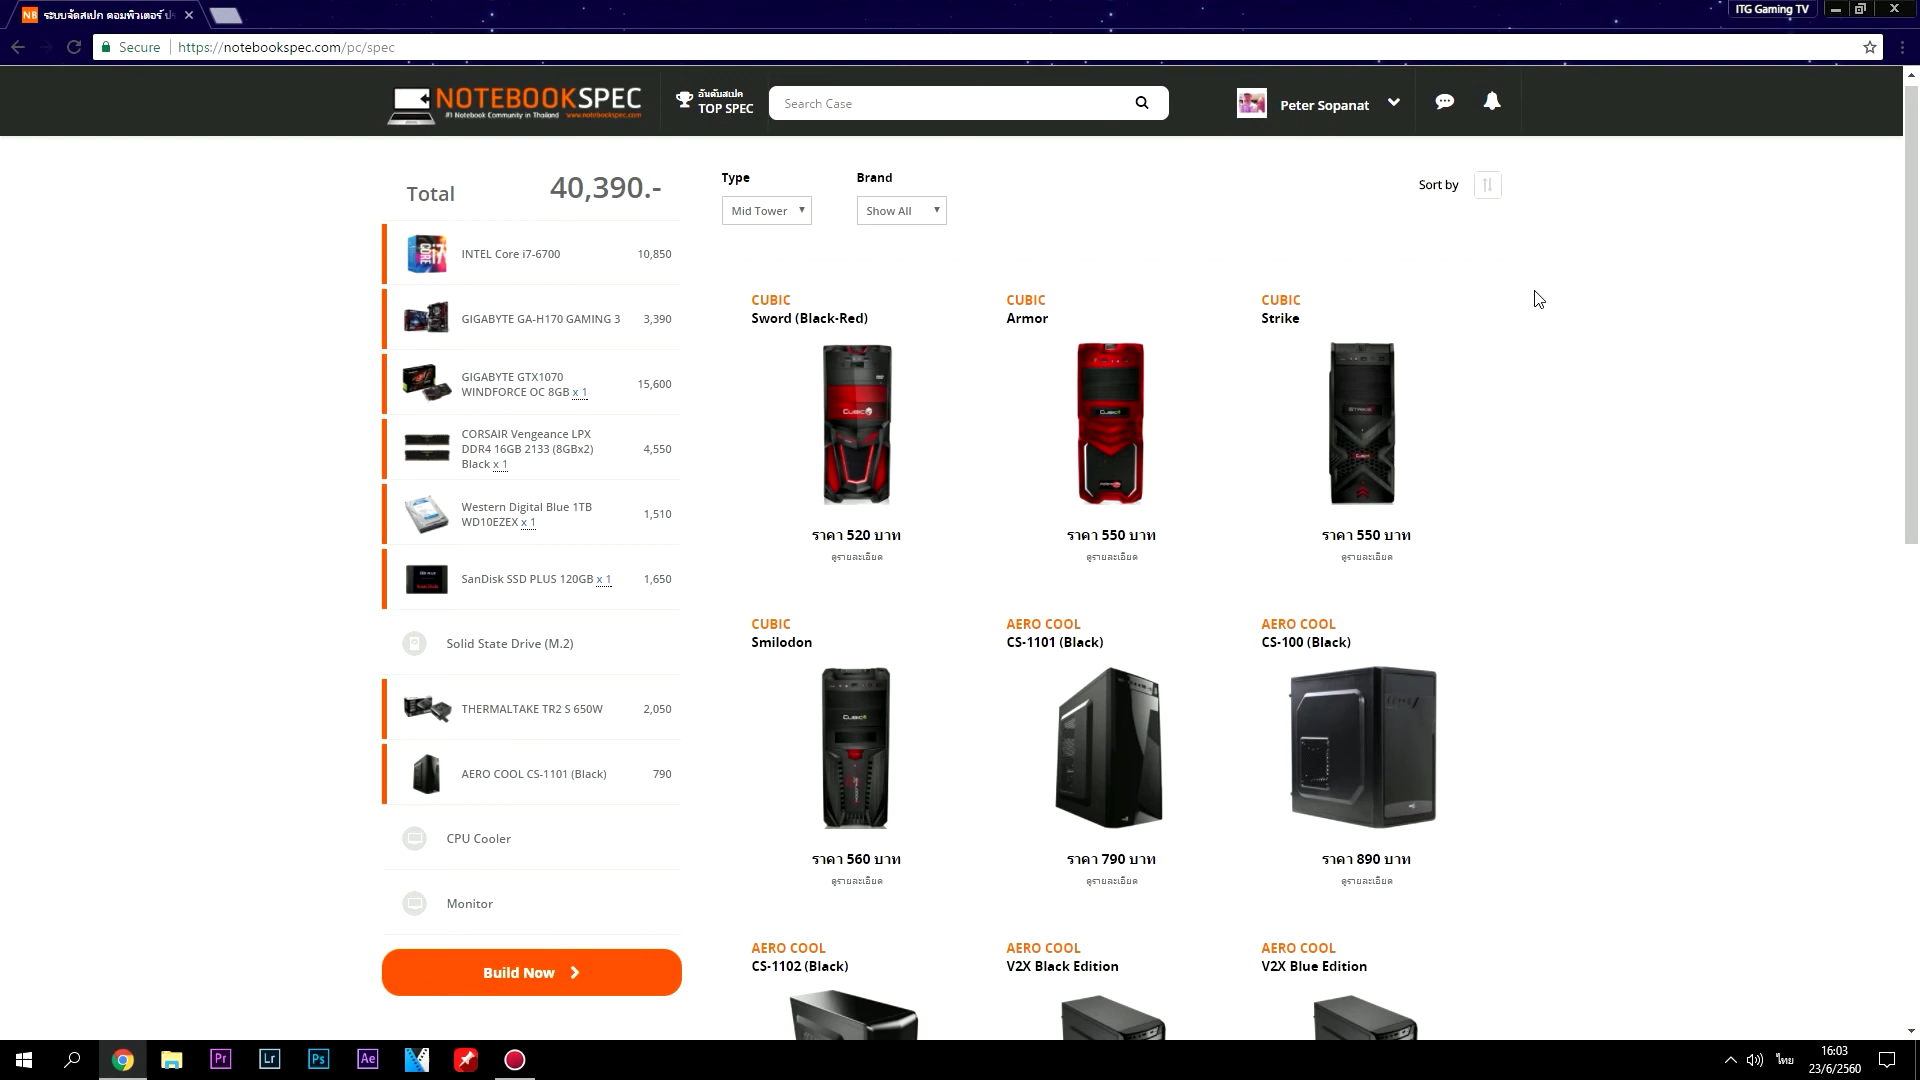 ระบบจัดสเปก คอมพิวเตอร์ ปร
ITG Gaming TV
Secure
https://notebookspec.com/pc/spec
NOTEBOOKSPEC
#1 Notebook Community in Thailand www.notebookspec.com
อันดับสเปค
TOP SPEC
Search Case
Peter Sopanat
Total
40,390.-
INTEL Core i7-6700
10,850
GIGABYTE GA-H170 GAMING 3
3,390
GIGABYTE GTX1070
WINDFORCE OC 8GB x 1
15,600
CORSAIR Vengeance LPX
DDR4 16GB 2133 (8GBx2)
Black x 1
4,550
Western Digital Blue 1TB
WD10EZEX x 1
1,510
SanDisk SSD PLUS 120GB x 1
1,650
Solid State Drive (M.2)
THERMALTAKE TR2 S 650W
2,050
AERO COOL CS-1101 (Black)
790
CPU Cooler
Monitor
Build Now
Type
Brand
Mid Tower
Show All
Sort by
CUBIC
Sword (Black-Red)
ราคา 520 บาท
ดูรายละเอียด
CUBIC
Armor
ราคา 550 บาท
ดูรายละเอียด
CUBIC
Strike
ราคา 550 บาท
ดูรายละเอียด
CUBIC
Smilodon
ราคา 560 บาท
ดูรายละเอียด
AERO COOL
CS-1101 (Black)
ราคา 790 บาท
ดูรายละเอียด
AERO COOL
CS-100 (Black)
ราคา 890 บาท
ดูรายละเอียด
AERO COOL
CS-1102 (Black)
AERO COOL
V2X Black Edition
AERO COOL
V2X Blue Edition
Pr
Lr
Ps
Ae
ไทย
16:03
23/6/2560